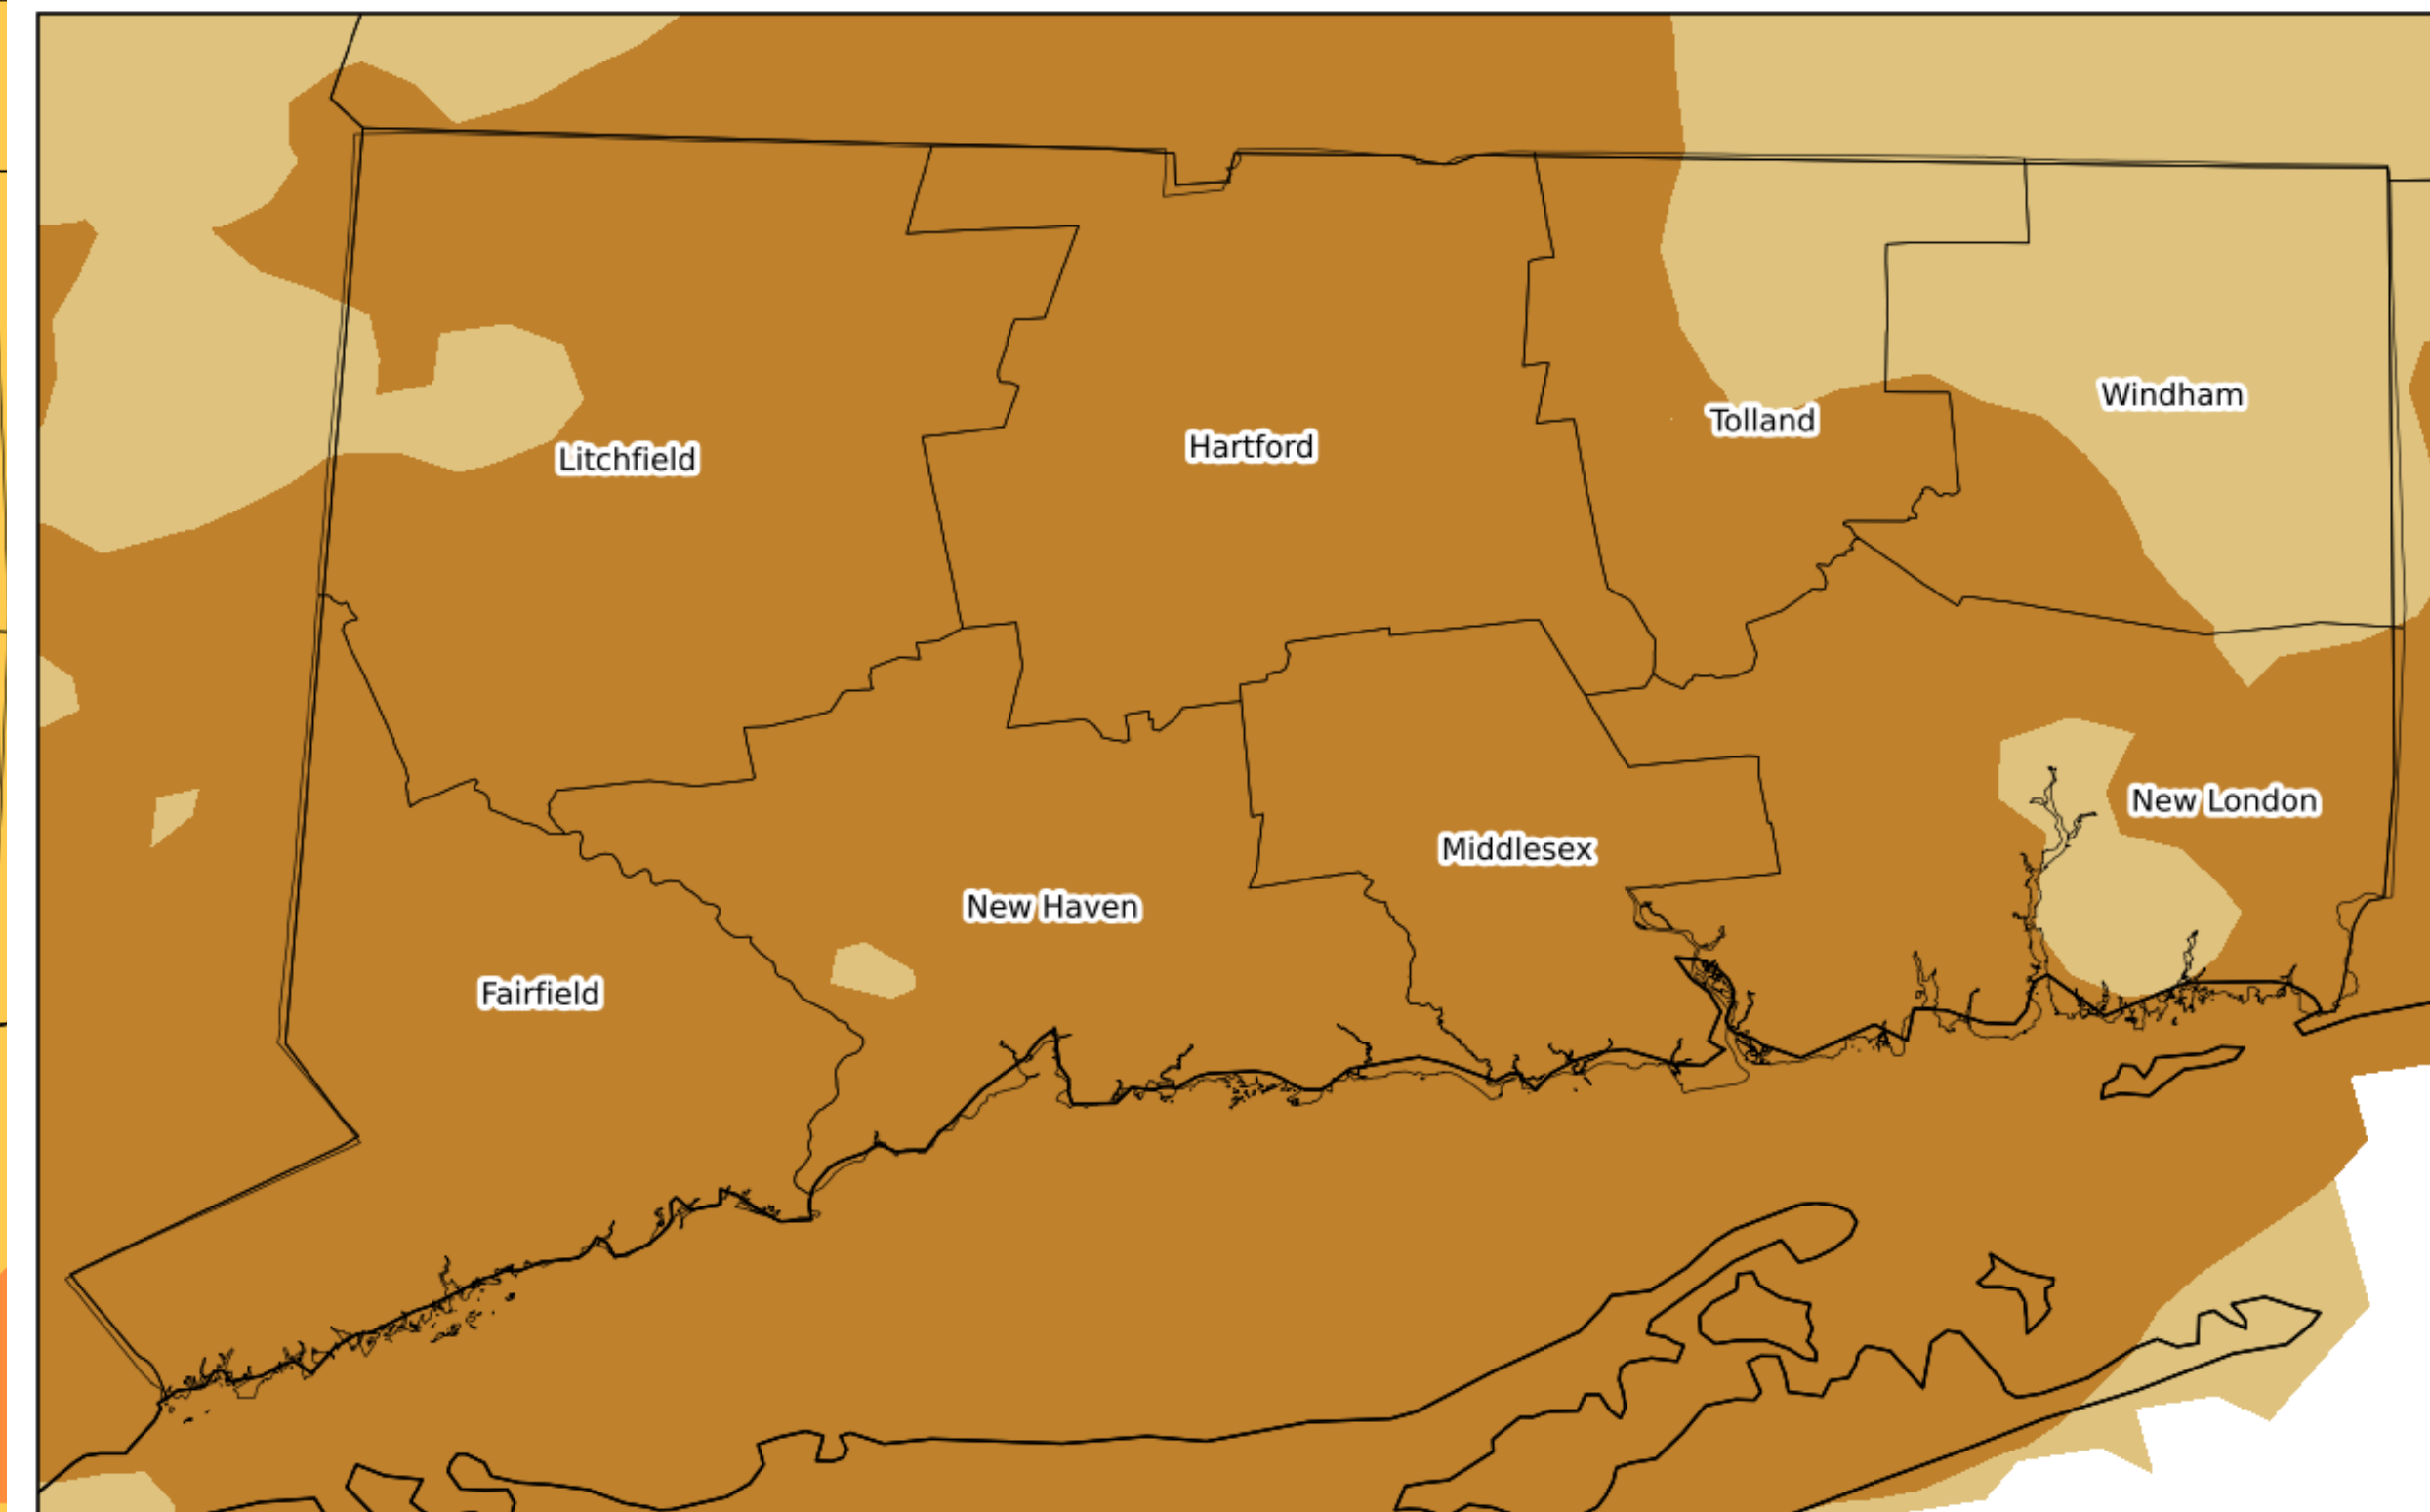 Windham
Tolland
Hartford
Litchfield
New London
Middlesex
New Haven
Fairfield